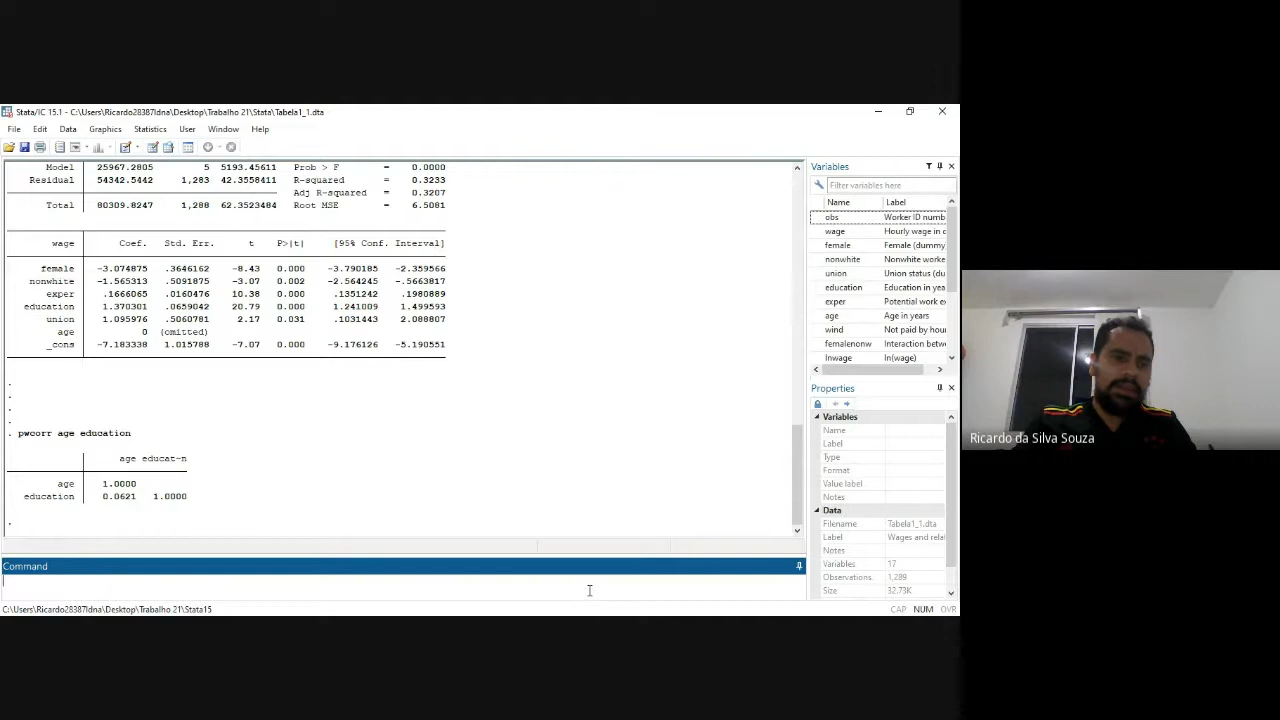 Stata/IC 15.1 - C:\Users\Ricardo28387ldna\Desktop\Trabalho 21\Stata\Tabela1_1.dta
File Edit Data Graphics Statistics User Window Help
Model 25967.2805 5 5193.45611 Prob > F = 0.0000
Residual 54342.5442 1,283 42.3558413 R-squared = 0.3233
Adj R-squared = 0.3207
Total 80309.8247 1,288 62.3523484 Root MSE = 6.5081
wage Coef. Std. Err. t P>|t| [95% Conf. Interval]
female -3.074875 .3646162 -8.43 0.000 -3.790185 -2.359566
nonwhite -1.565313 .5091875 -3.07 0.002 -2.564245 -.5663817
exper .1666065 .0160476 10.38 0.000 .1351242 .1980889
education 1.370301 .0659042 20.79 0.000 1.241009 1.499593
union 1.095976 .5060781 2.17 0.031 .1031443 2.088807
age 0 (omitted)
_cons -7.183338 1.015788 -7.07 0.000 -9.176126 -5.190551
.
.
.
.
. pwcorr age education
age educat~n
age 1.0000
education 0.0621 1.0000
.
Command
C:\Users\Ricardo28387ldna\Desktop\Trabalho 21\Stata15
CAP NUM OVR
Variables
Filter variables here
Name Label
obs Worker ID numb
wage Hourly wage in d
female Female (dummy
nonwhite Nonwhite worke
union Union status (du
education Education in yea
exper Potential work ex
age Age in years
wind Not paid by hour
femalenonw Interaction betw
lnwage ln(wage)
Properties
Variables
Name
Label
Type
Format
Value label
Notes
Data
Filename Tabela1_1.dta
Label Wages and rela
Notes
Variables 17
Observations 1,289
Size 32.73K
Ricardo da Silva Souza